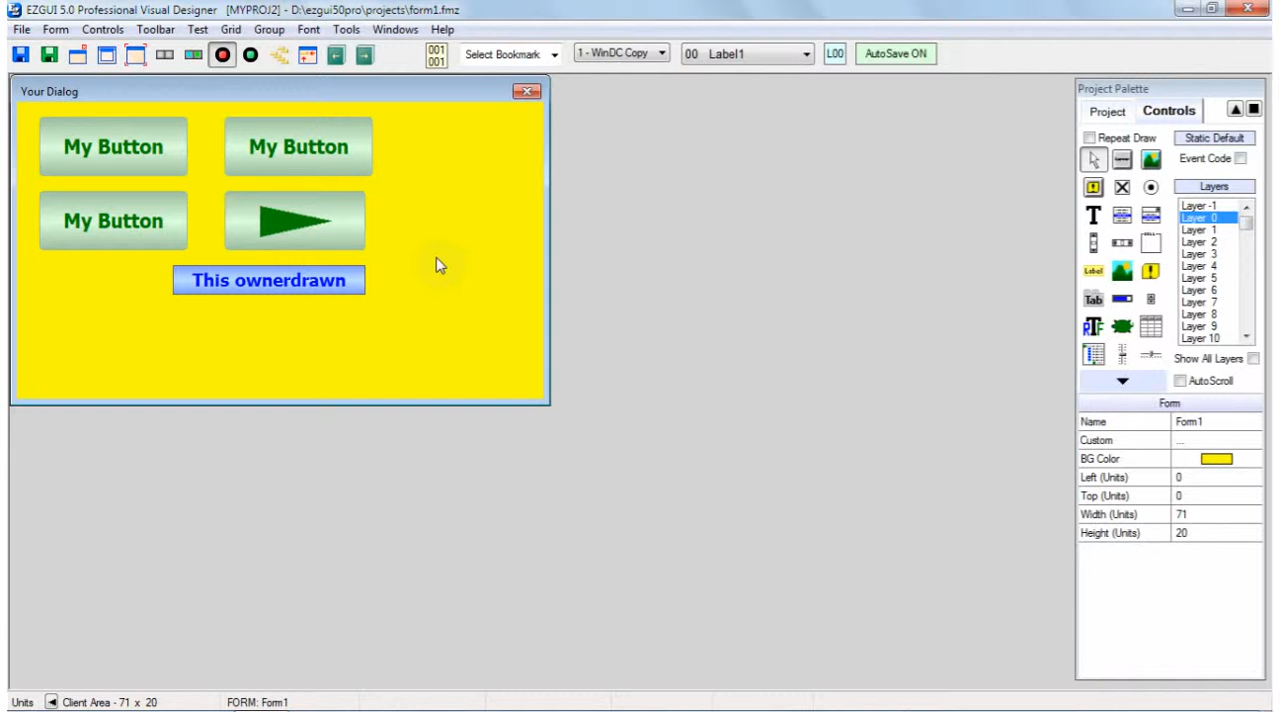 EZGUI 5.0 Professional Visual Designer [MYPROJ2] - D:\ezgui50pro\projects\form1.fmz
File Form Controls Toolbar Test Grid Group Font Tools Windows Help
001
001
Select Bookmark
1 - WinDC Copy
00 Label1
L00
AutoSave ON
Your Dialog
My Button
My Button
My Button
This ownerdrawn
Project Palette
Project Controls
Repeat Draw
Static Default
Event Code
Layers
Layer -1
Layer 0
Layer 1
Layer 2
Layer 3
Layer 4
Layer 5
Layer 6
Layer 7
Layer 8
Layer 9
Layer 10
T
Label
Tab
RTF
Show All Layers
AutoScroll
Form
Name Form1
Custom ...
BG Color
Left (Units) 0
Top (Units) 0
Width (Units) 71
Height (Units) 20
Units Client Area - 71 x 20 FORM: Form1